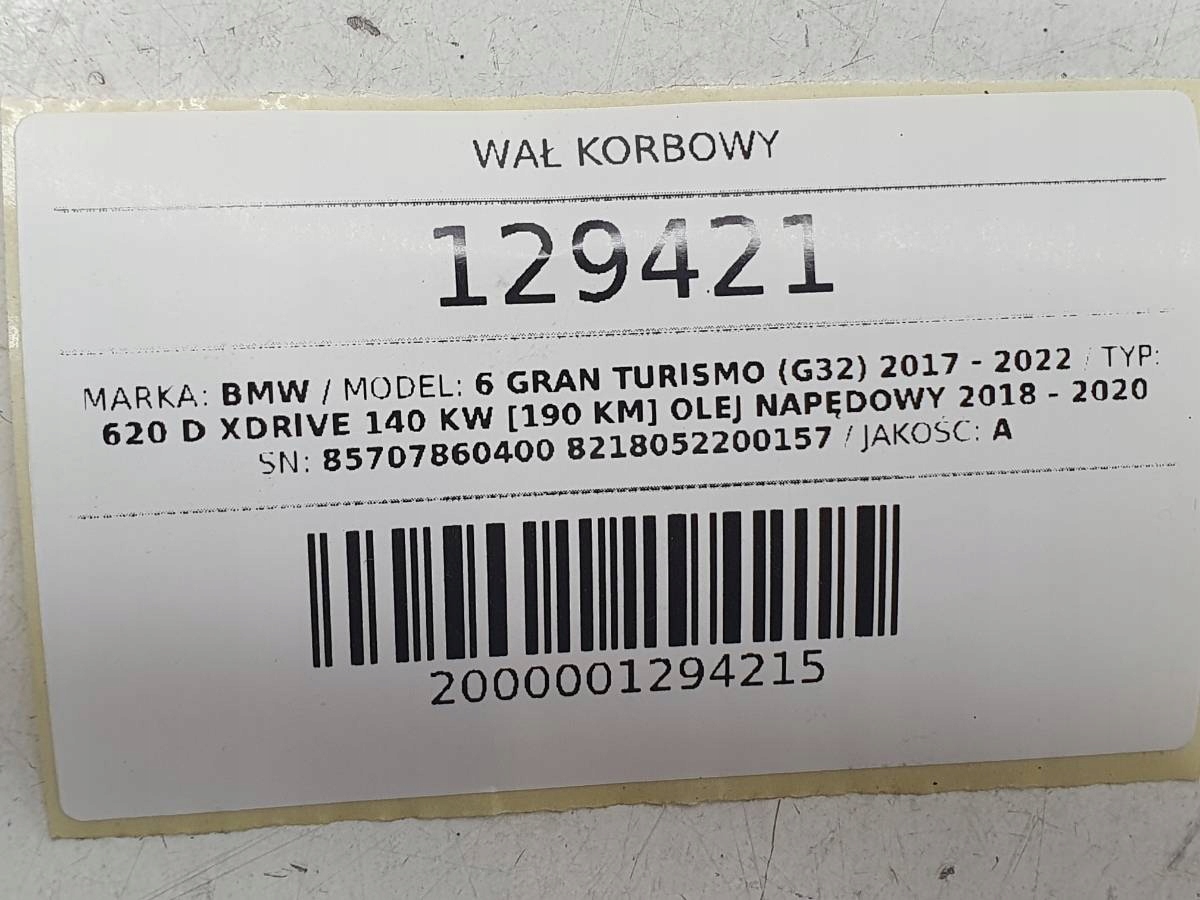 WAŁ KORBOWY
129421
MARKA: BMW / MODEL: 6 GRAN TURISMO (G32) 2017 - 2022 / TYP:
620 D XDRIVE 140 KW [190 KM] OLEJ NAPĘDOWY 2018 - 2020
SN: 85707860400 8218052200157 / JAKOŚĆ: A
2000001294215